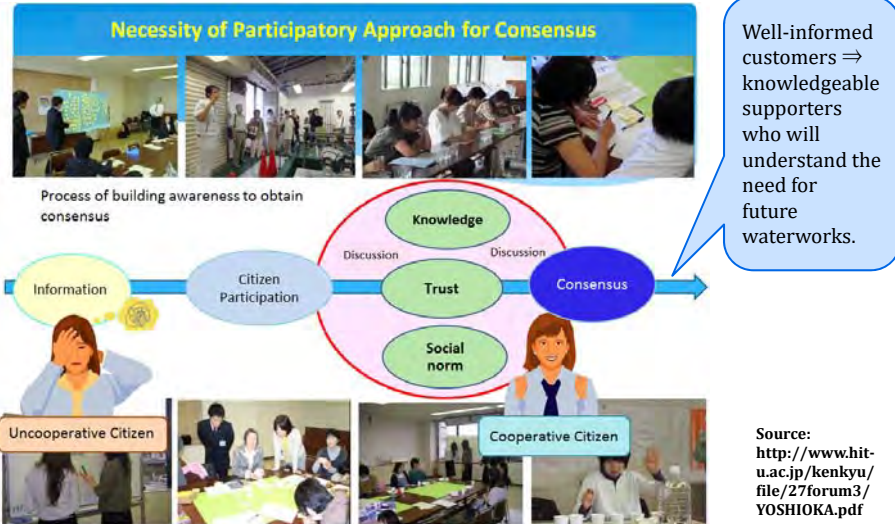 Necessity of Participatory Approach for Consensus
Well-informed
customers ⇒
knowledgeable
supporters
who will
understand the
need for
future
waterworks.
Process of building awareness to obtain
consensus
Information
Citizen
Participation
Discussion
Knowledge
Trust
Social
norm
Discussion
Consensus
Uncooperative Citizen
Cooperative Citizen
Source:
http://www.hit-
u.ac.jp/kenkyu/
file/27forum3/
YOSHIOKA.pdf